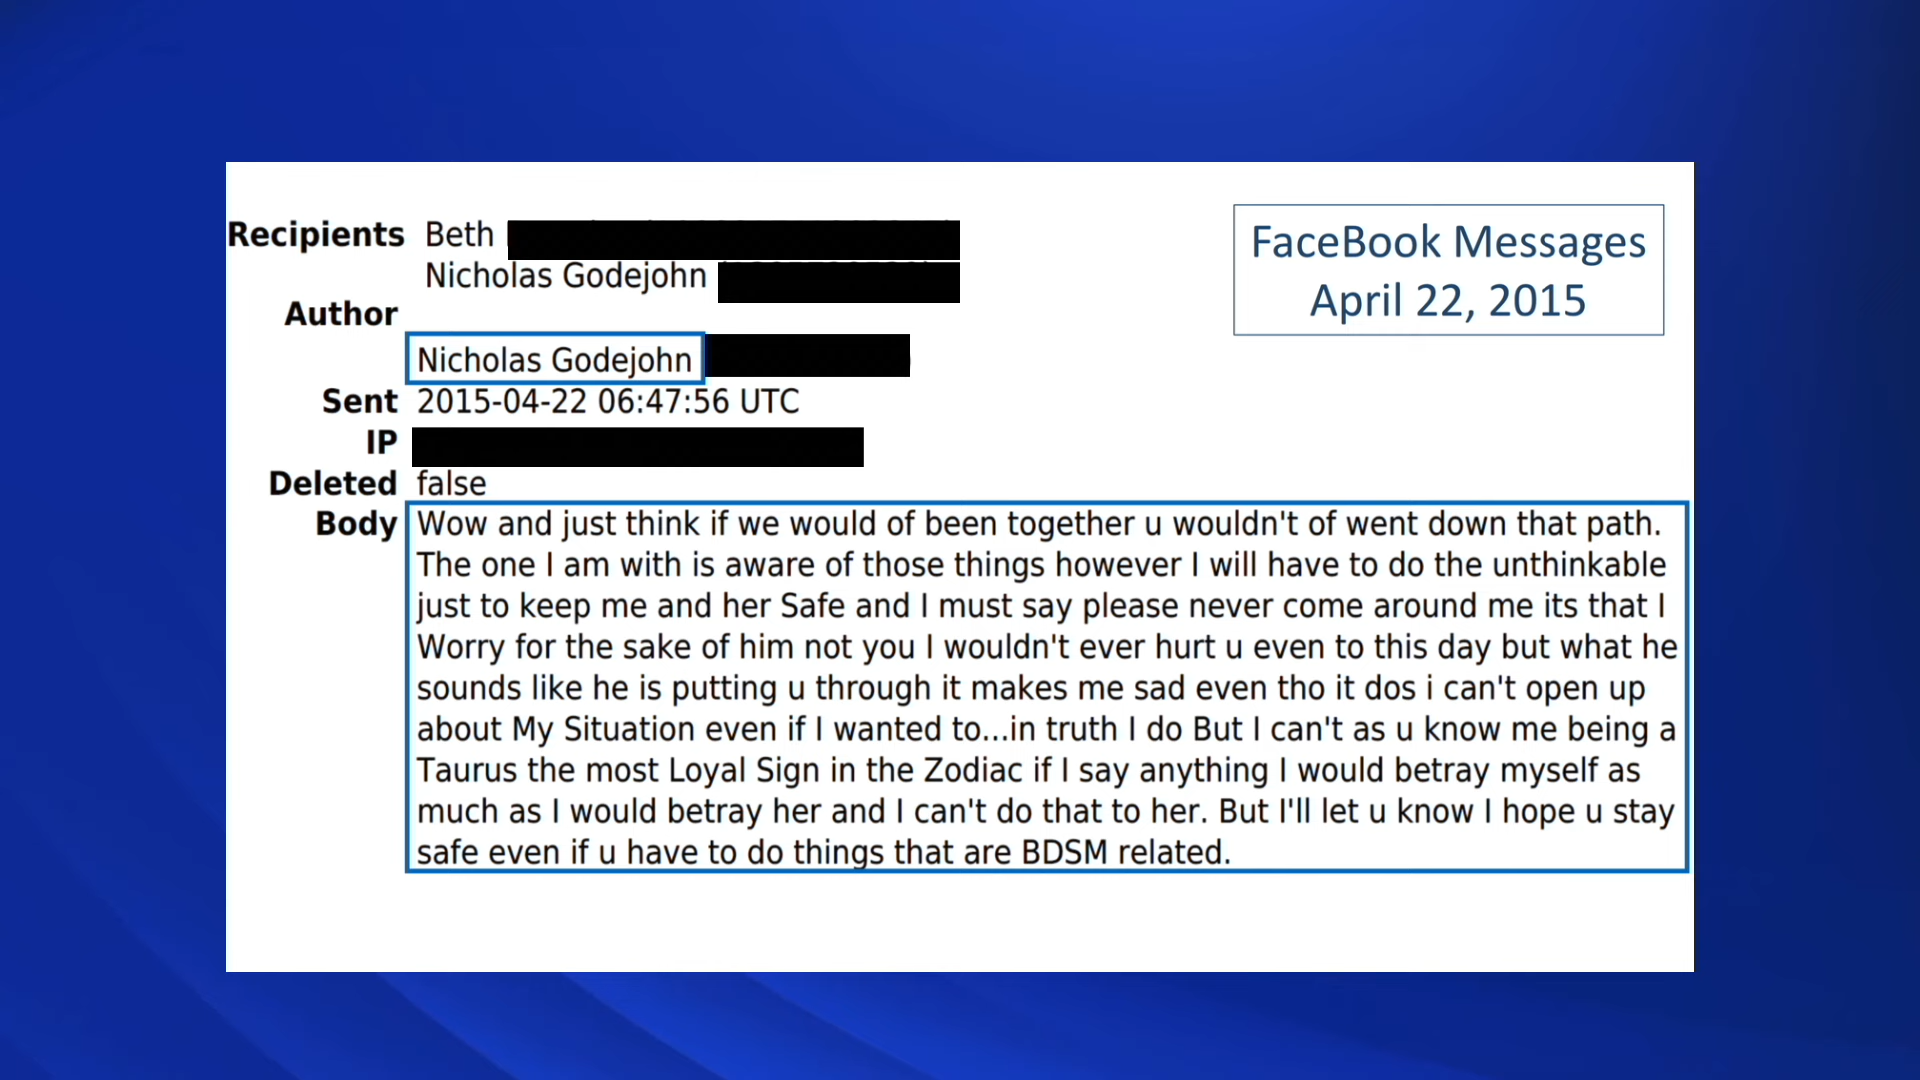 Recipients Beth
Nicholas Godejohn
FaceBook Messages
April 22, 2015
Author
Nicholas Godejohn
Sent 2015-04-22 06:47:56 UTC
IP
Deleted false
Body Wow and just think if we would of been together u wouldn't of went down that path.
The one I am with is aware of those things however I will have to do the unthinkable
just to keep me and her Safe and I must say please never come around me its that I
Worry for the sake of him not you I wouldn't ever hurt u even to this day but what he
sounds like he is putting u through it makes me sad even tho it dos i can't open up
about My Situation even if I wanted to...in truth I do But I can't as u know me being a
Taurus the most Loyal Sign in the Zodiac if I say anything I would betray myself as
much as I would betray her and I can't do that to her. But I'll let u know I hope u stay
safe even if u have to do things that are BDSM related.